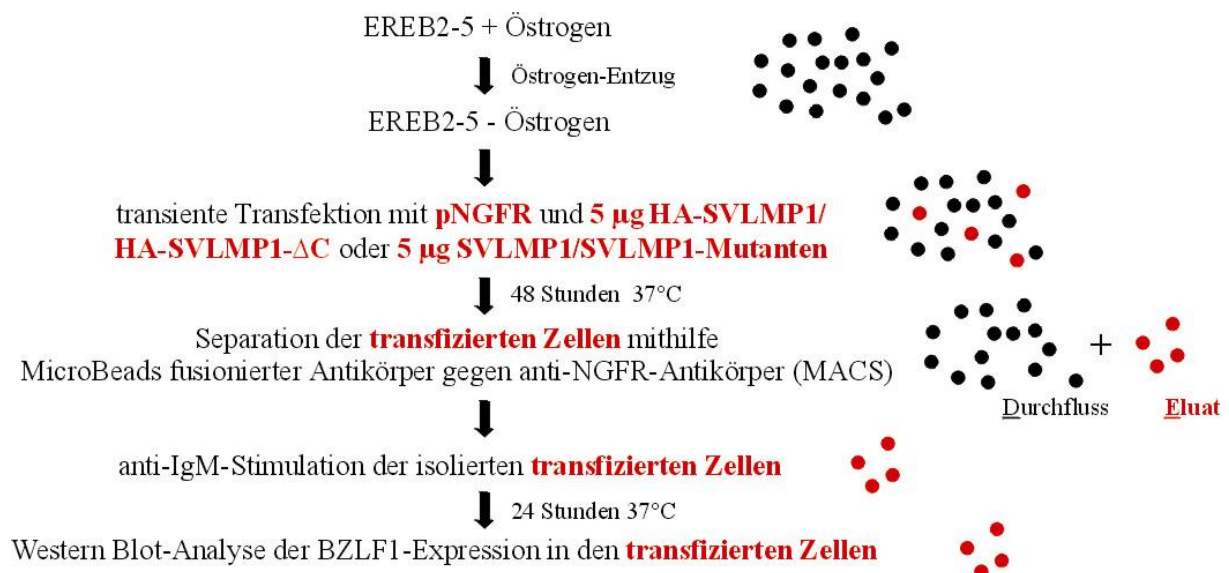 EREB2-5 + Östrogen
Östrogen-Entzug
EREB2-5 - Östrogen
transiente Transfektion mit pNGFR und 5 µg HA-SVLMP1/
HA-SVLMP1-ΔC oder 5 µg SVLMP1/SVLMP1-Mutanten
48 Stunden 37°C
Separation der transfizierten Zellen mithilfe
MicroBeads fusionierter Antikörper gegen anti-NGFR-Antikörper (MACS)
+
Durchfluss
Eluat
anti-IgM-Stimulation der isolierten transfizierten Zellen
24 Stunden 37°C
Western Blot-Analyse der BZLF1-Expression in den transfizierten Zellen